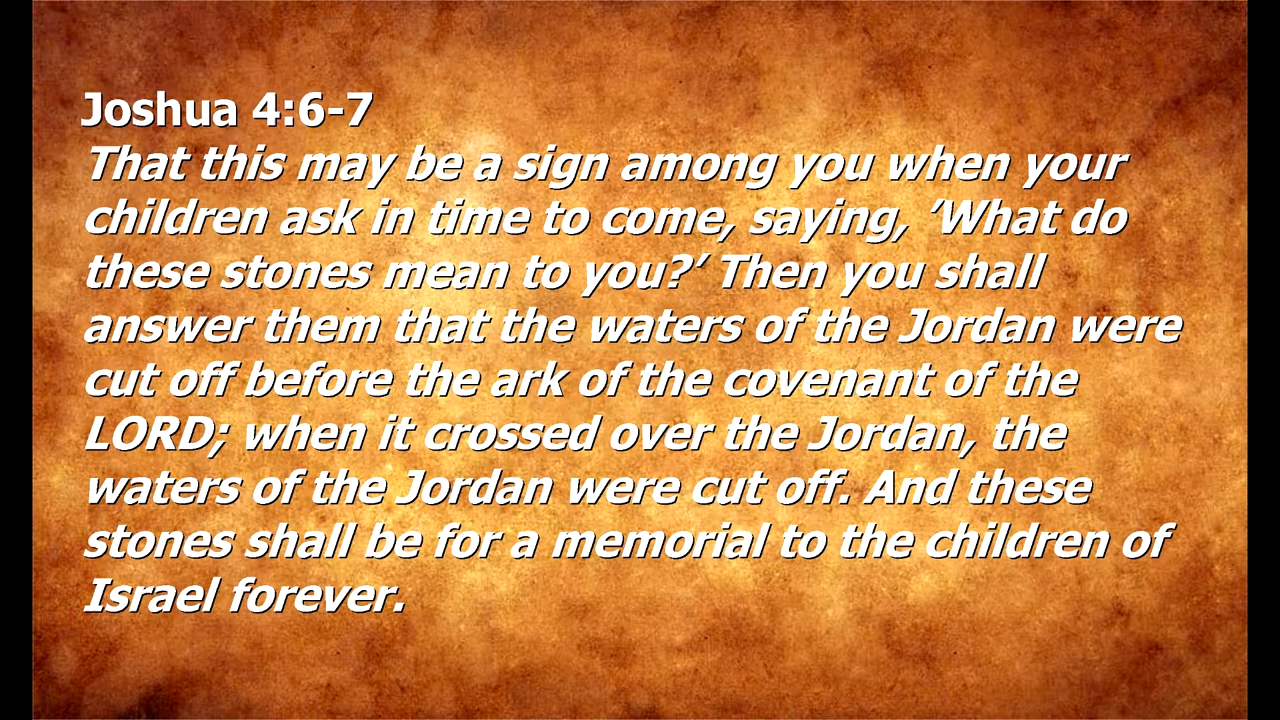 Joshua 4:6-7
That this may be a sign among you when your
children ask in time to come, saying, ’What do
these stones mean to you?’ Then you shall
answer them that the waters of the Jordan were
cut off before the ark of the covenant of the
LORD; when it crossed over the Jordan, the
waters of the Jordan were cut off. And these
stones shall be for a memorial to the children of
Israel forever.